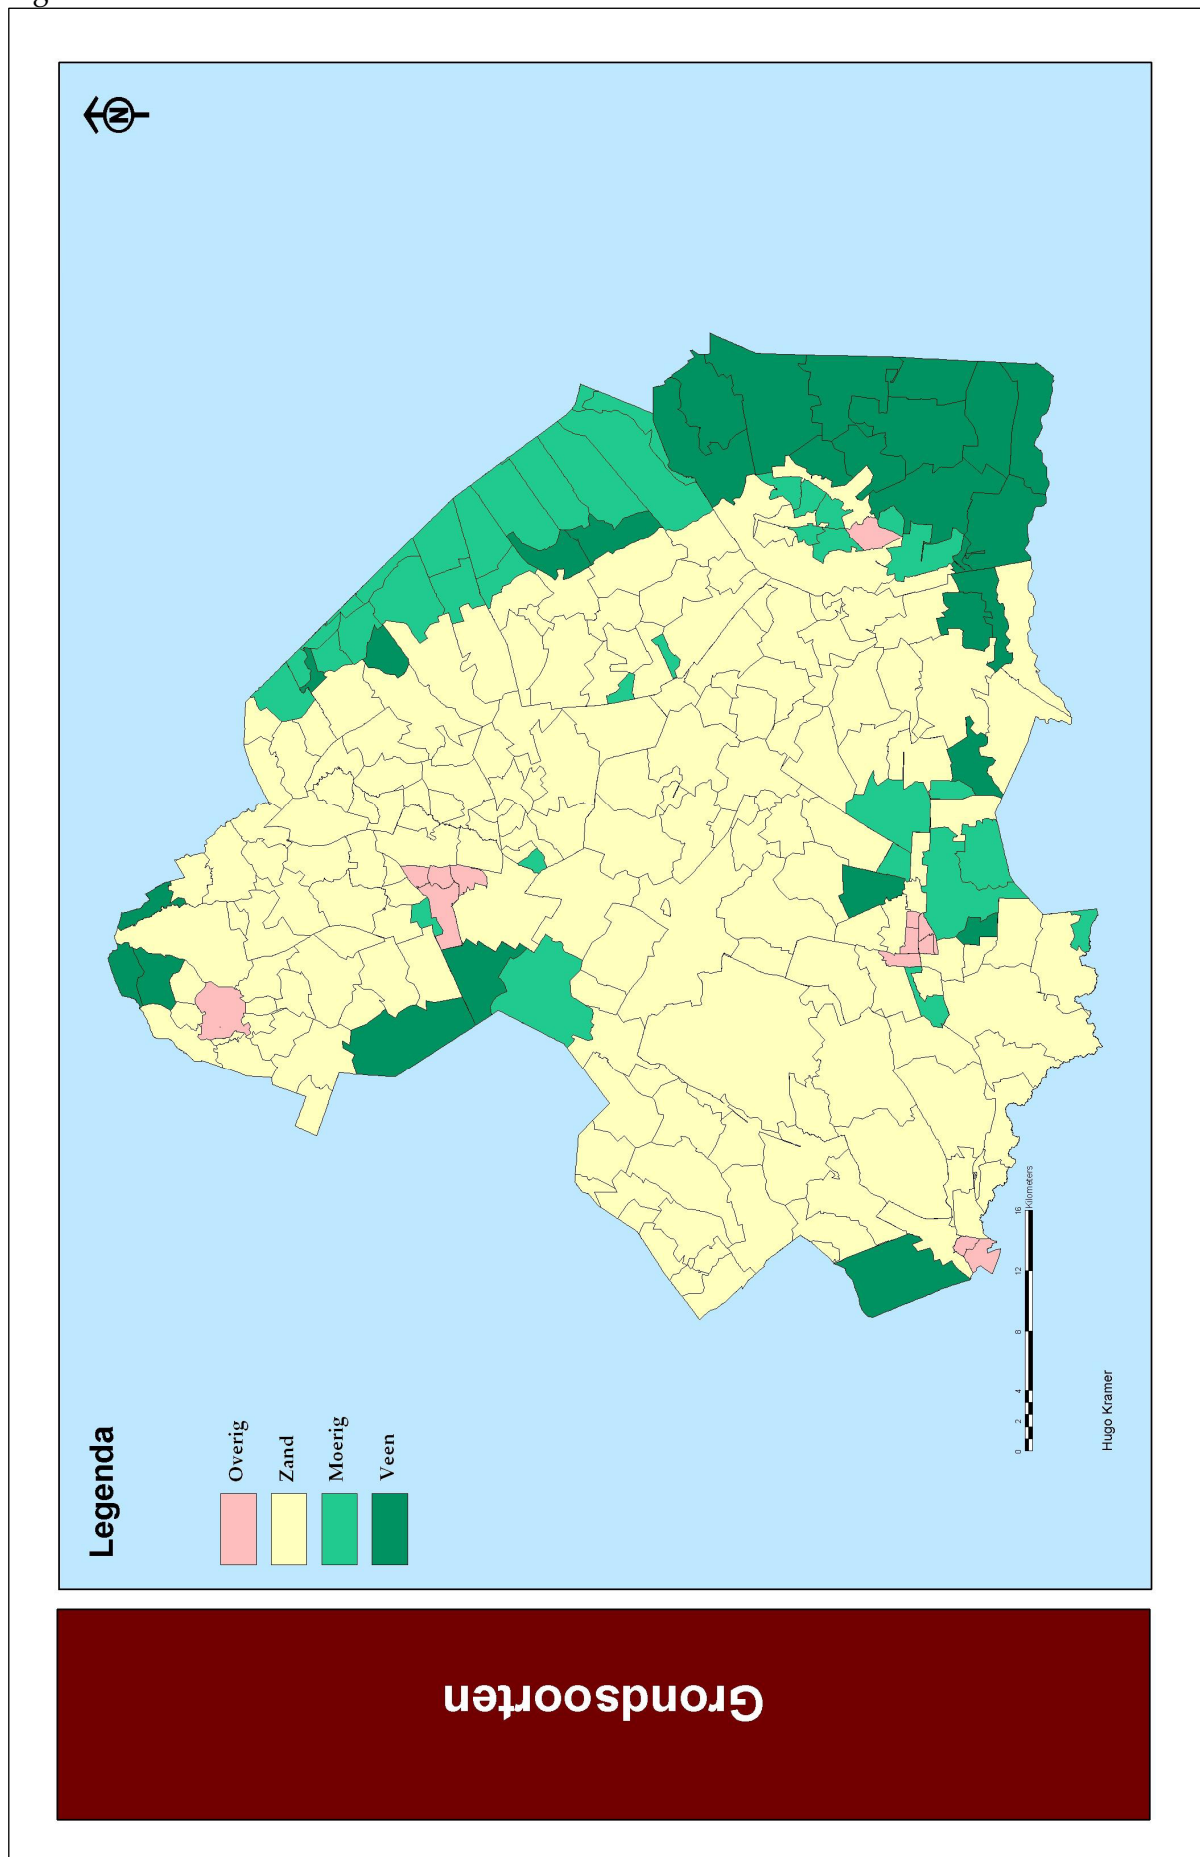 Grondsoorten
Legenda
Overig
Zand
Moerig
Veen
N
0 2 4 8 12 16
Kilometers
Hugo Kramer